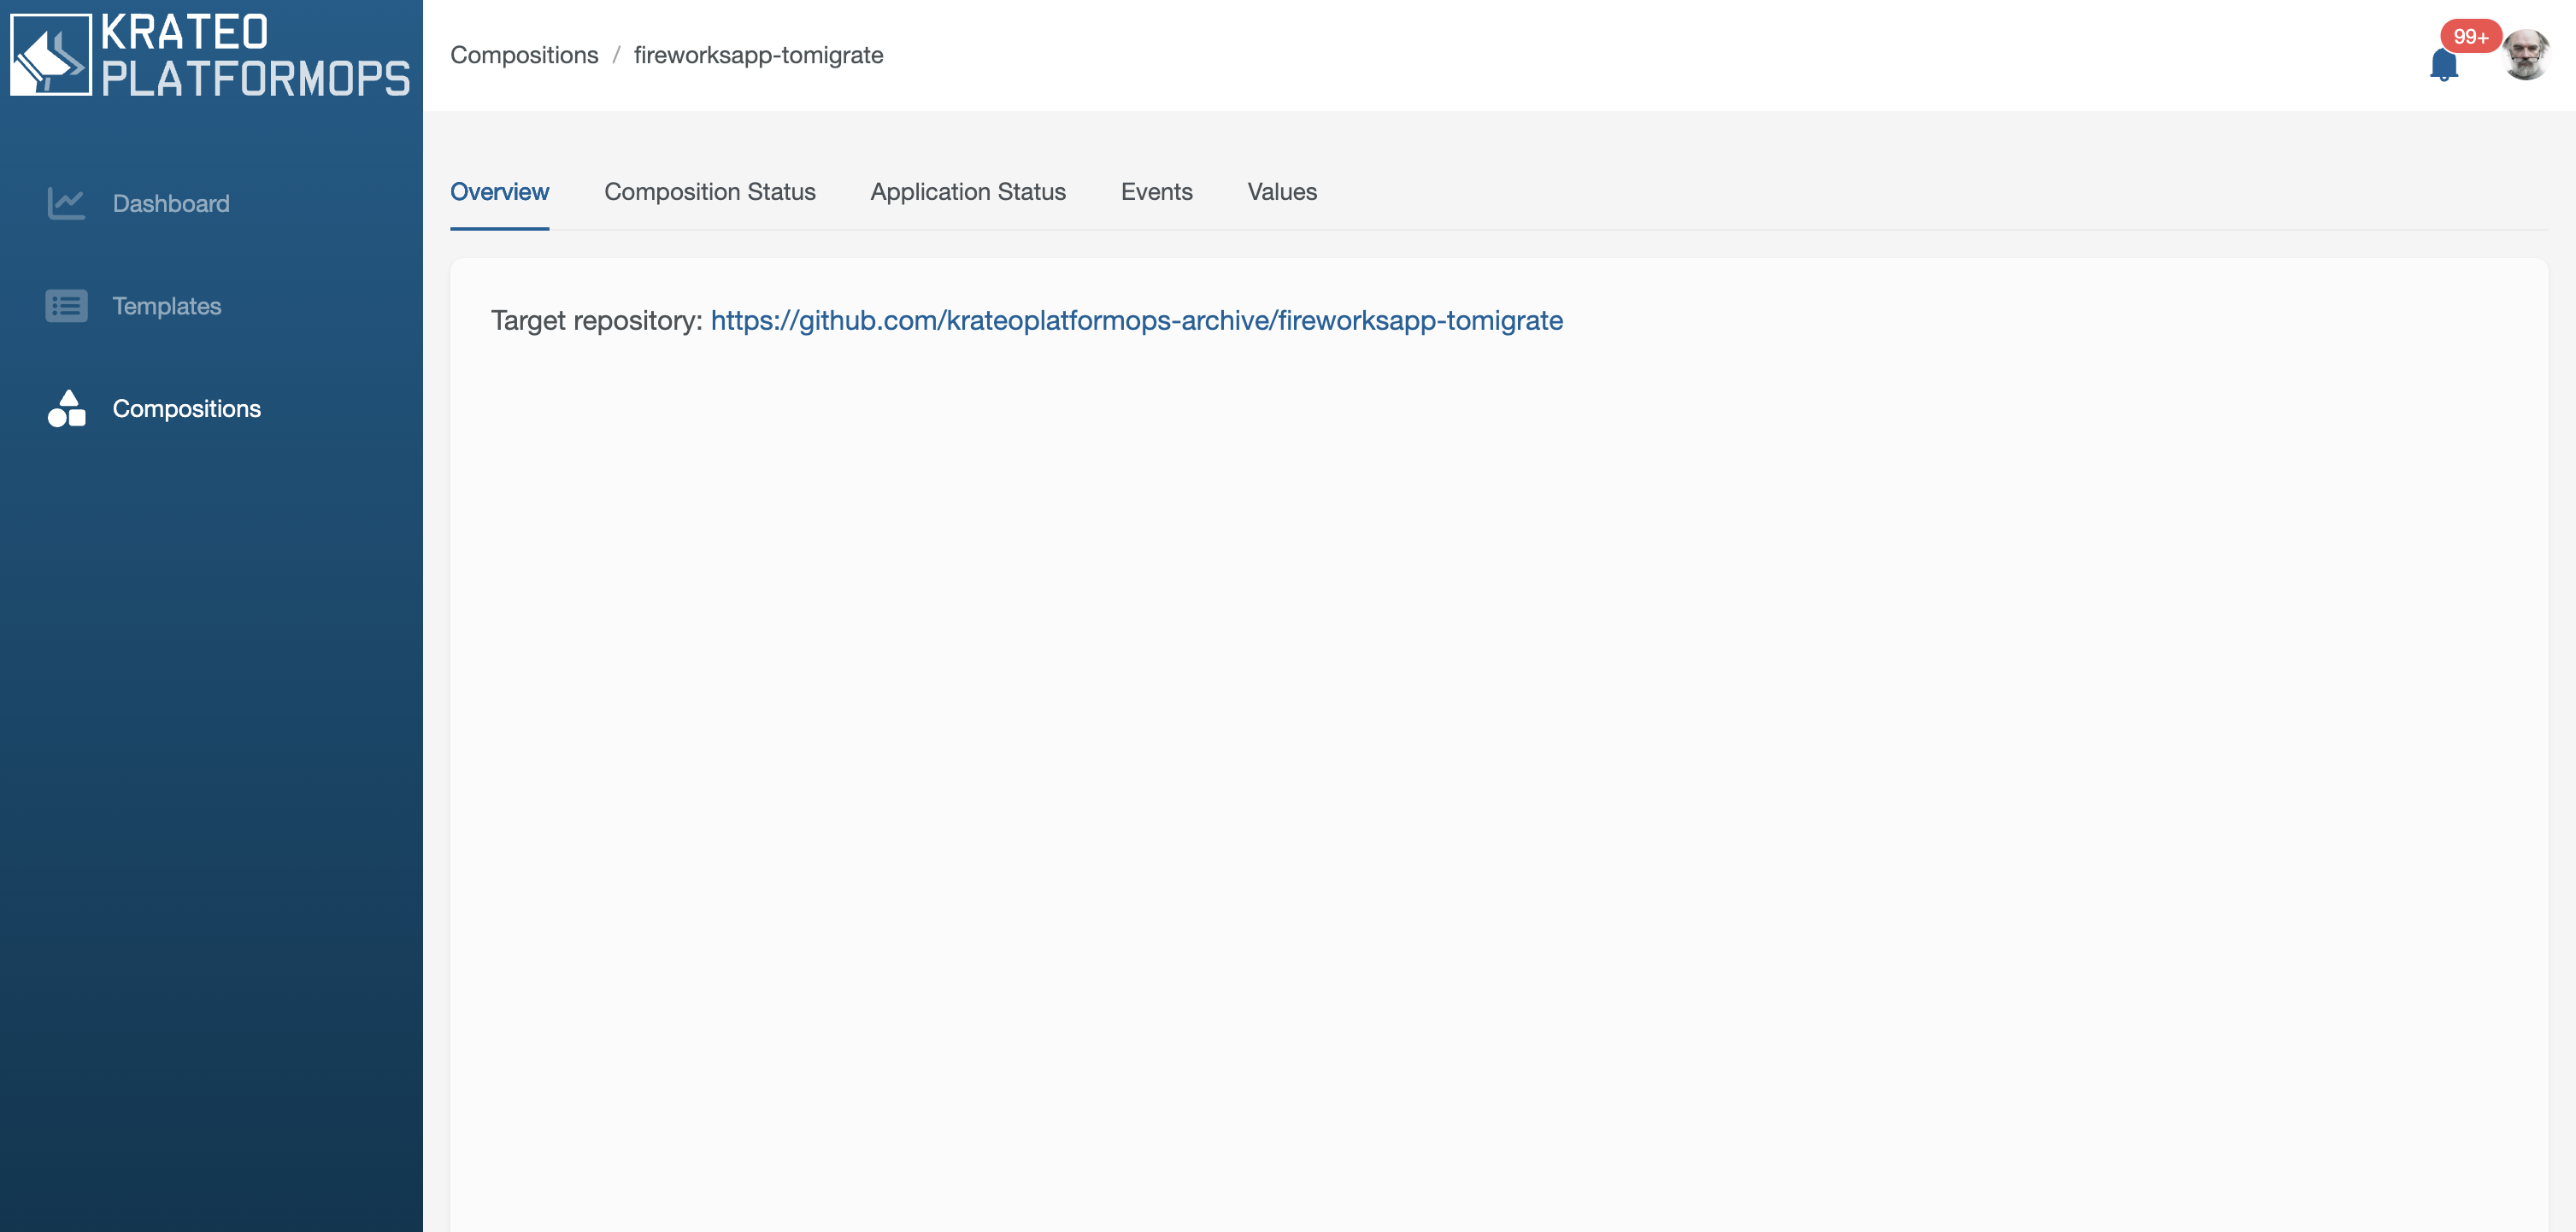 KRATEO
PLATFORMOPS
Dashboard
Templates
Compositions
Compositions / fireworksapp-tomigrate
99+
Overview Composition Status Application Status Events Values
Target repository: https://github.com/krateoplatformops-archive/fireworksapp-tomigrate